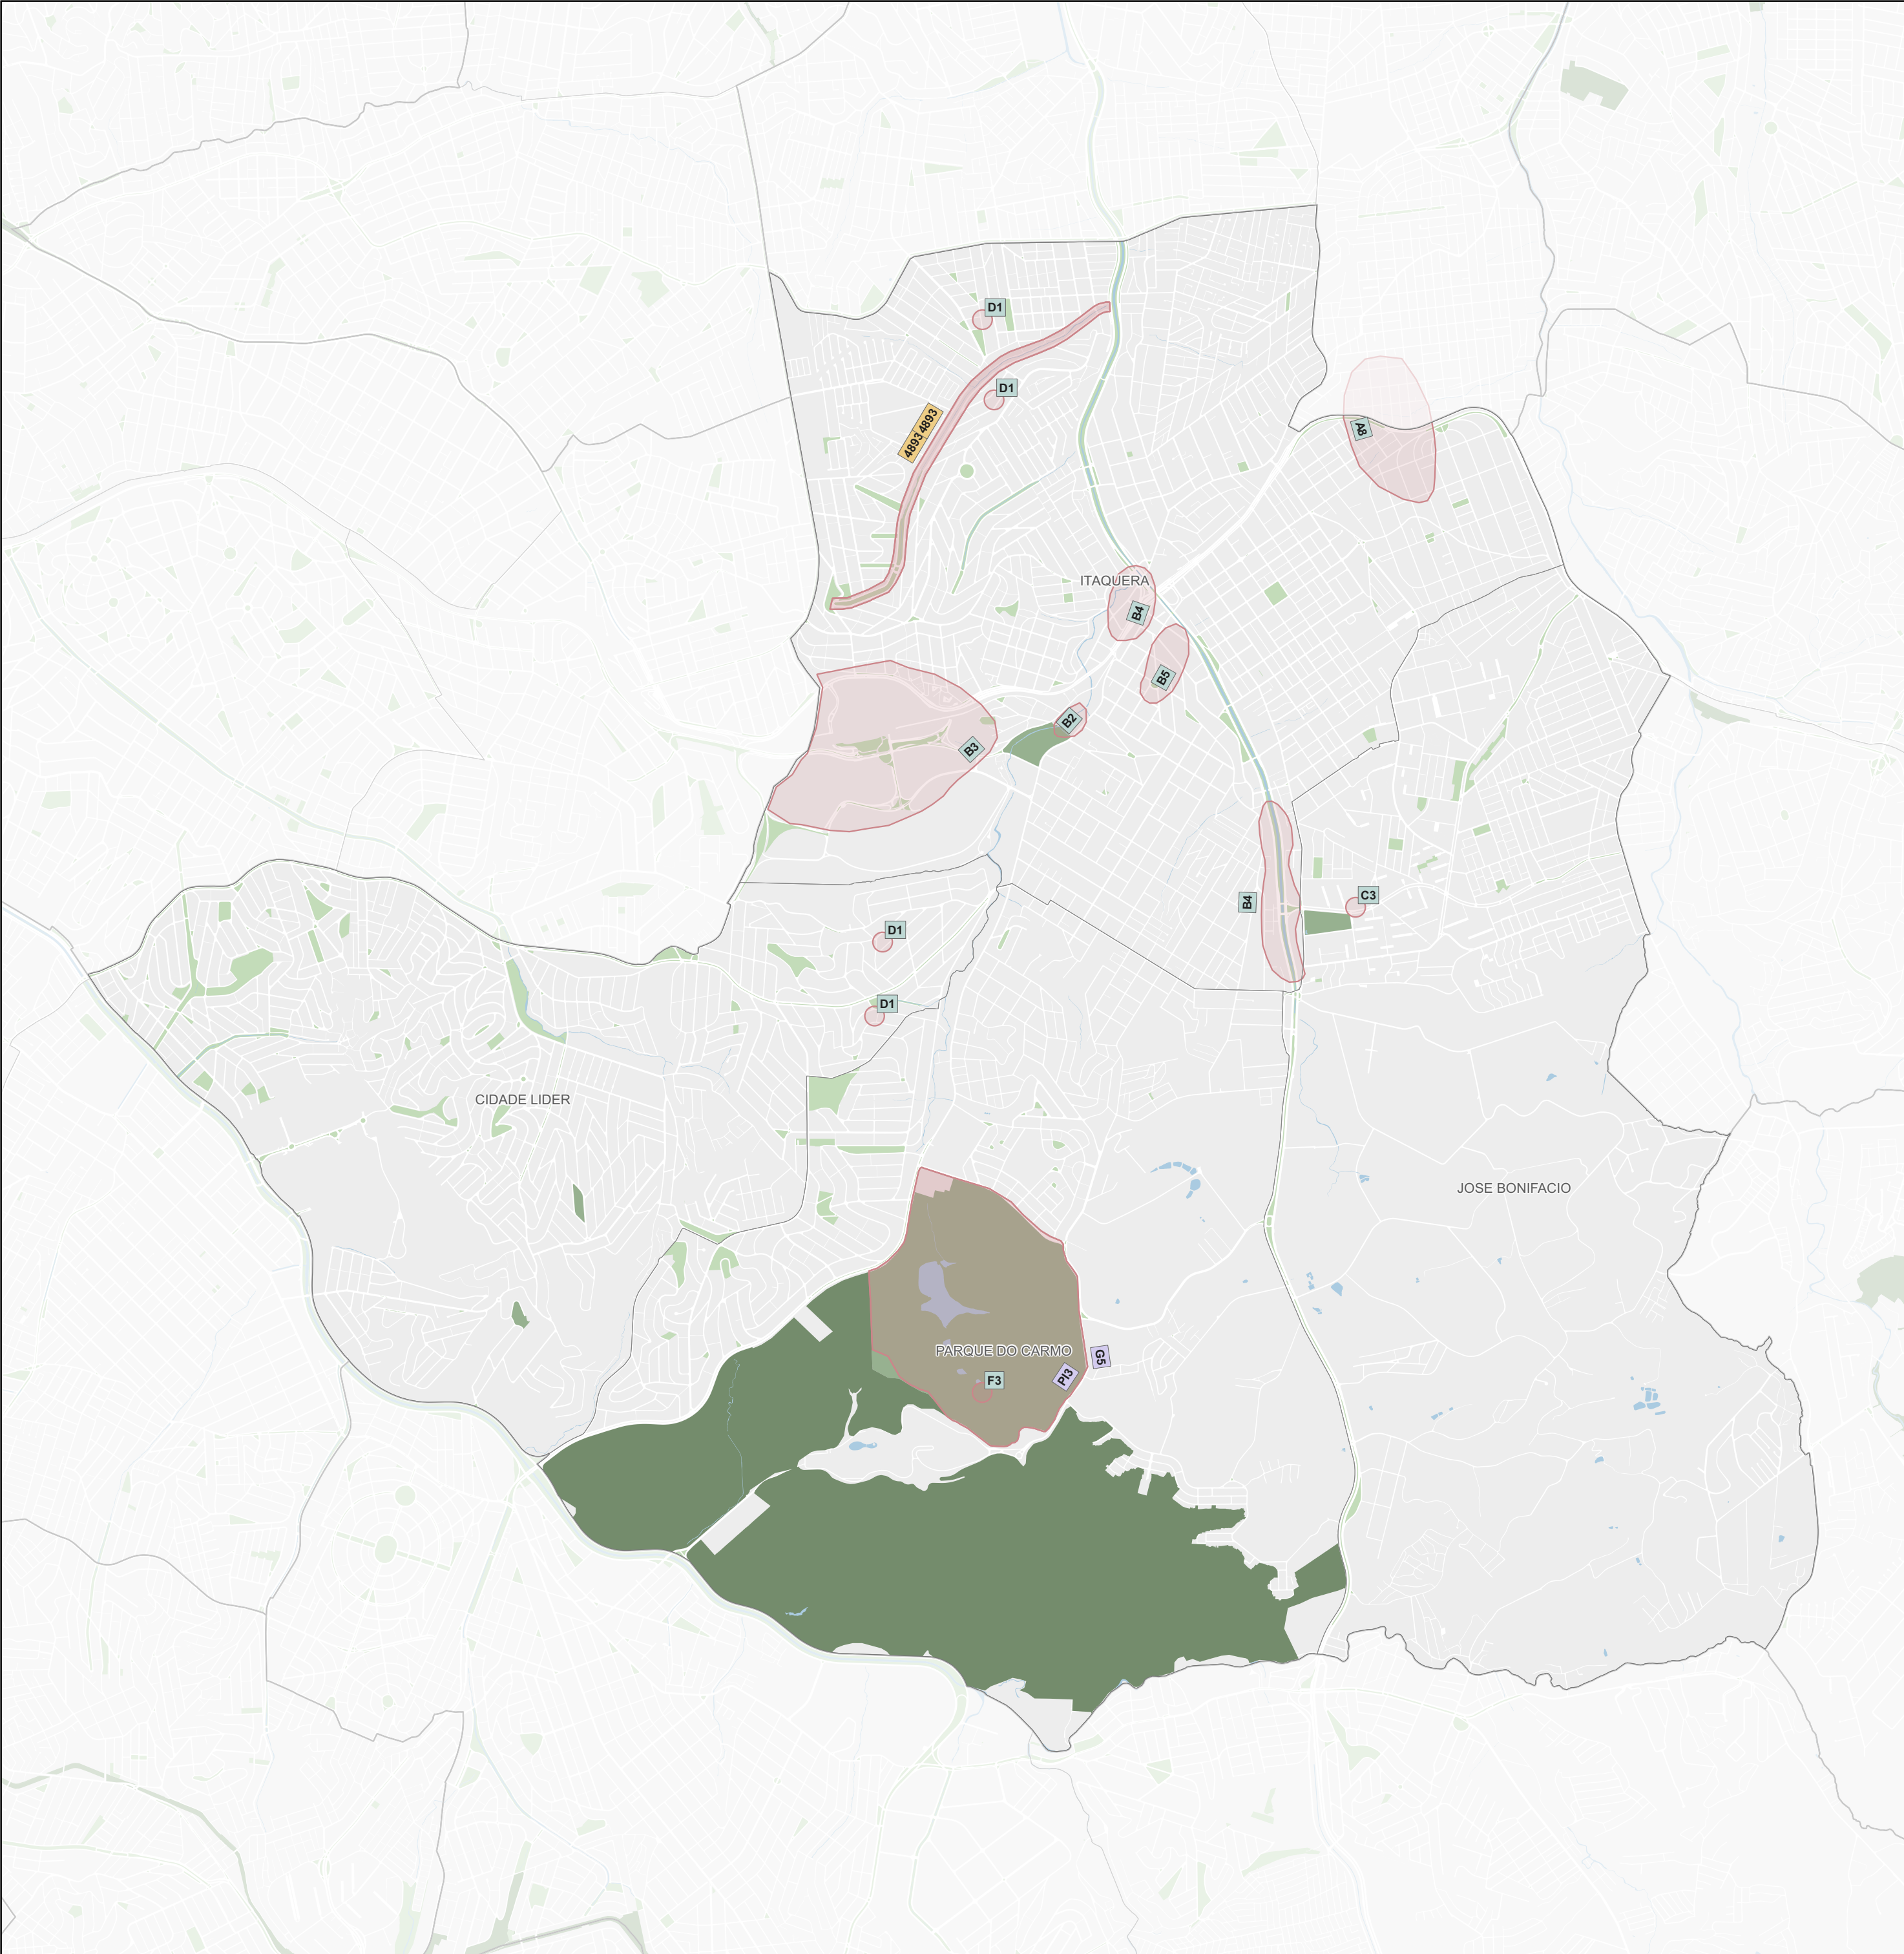 D1
D1
4893
4893
A8
ITAQUERA
B4
B5
B2
B3
B4
C3
D1
D1
CIDADE LIDER
JOSE BONIFACIO
PARQUE DO CARMO
G5
PI3
F3